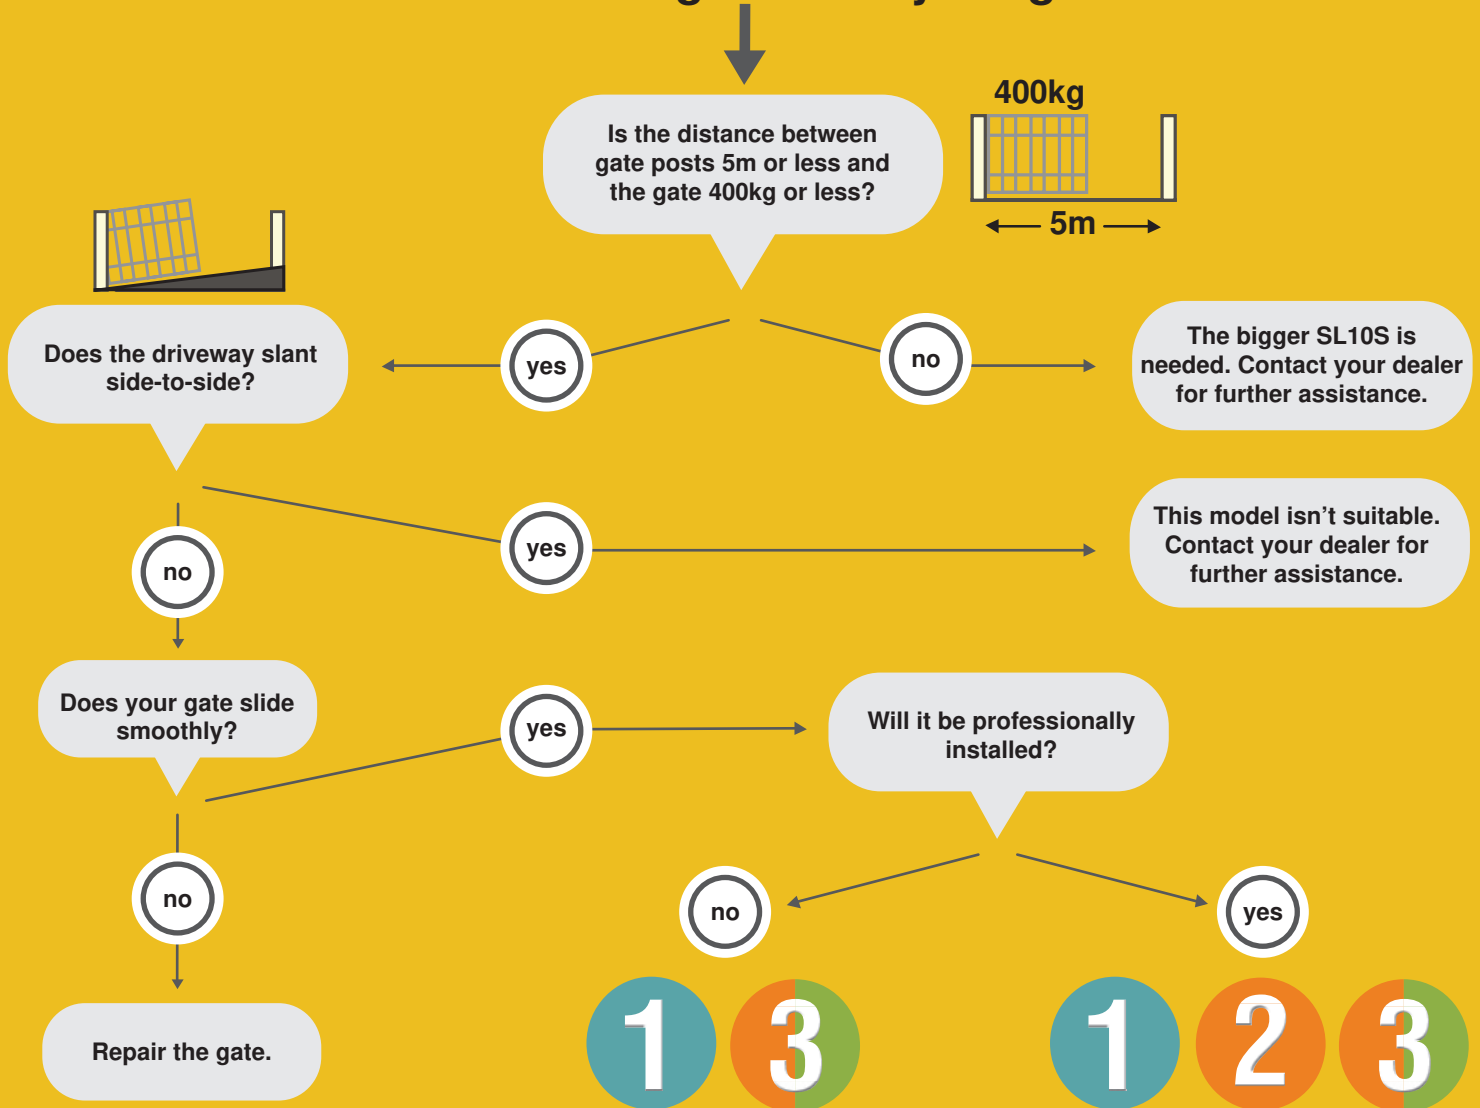 400kg
Is the distance between
gate posts 5m or less and
the gate 400kg or less?
5m
Does the driveway slant
side-to-side?
yes
no
The bigger SL10S is
needed. Contact your dealer
for further assistance.
no
yes
This model isn't suitable.
Contact your dealer for
further assistance.
Does your gate slide
smoothly?
yes
Will it be professionally
installed?
no
no
yes
Repair the gate.
1 3
1 2 3